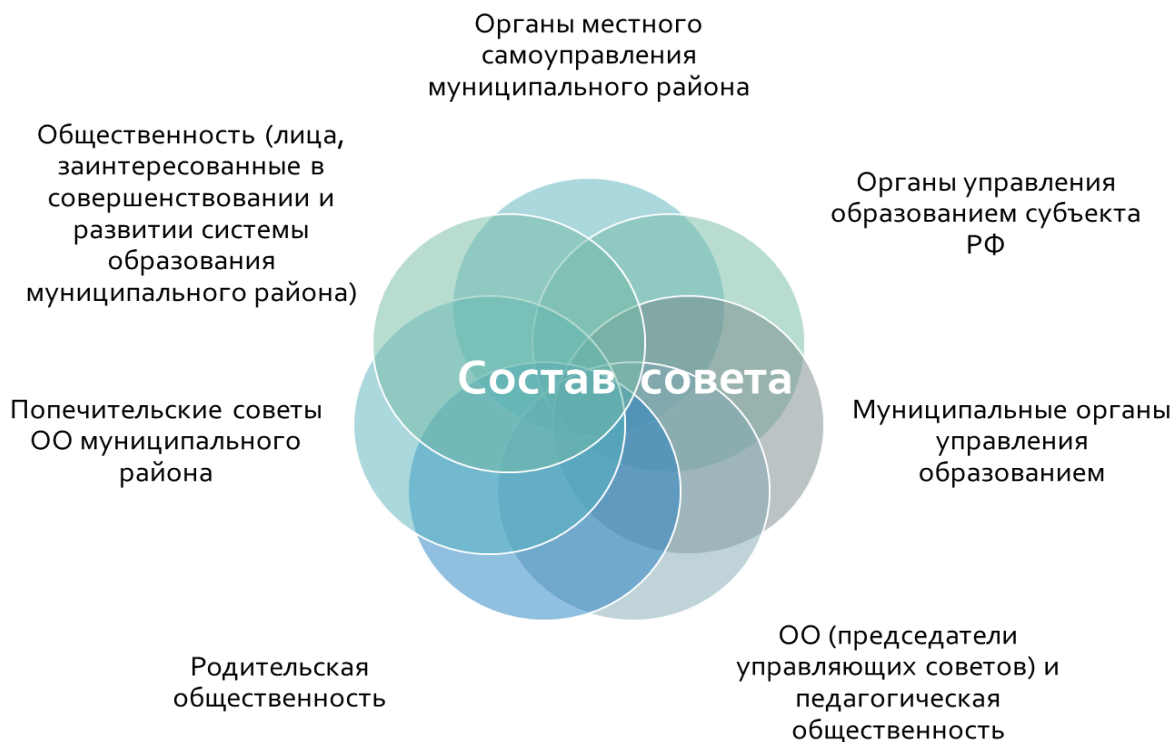 Органы местного
самоуправления
муниципального района
Общественность (лица,
заинтересованные в
совершенствовании и
развитии системы
образования
муниципального района)
Органы управления
образованием субъекта
РФ
Состав совета
Попечительские советы
ОО муниципального
района
Муниципальные органы
управления
образованием
Родительская
общественность
ОО (председатели
управляющих советов) и
педагогическая
общественность